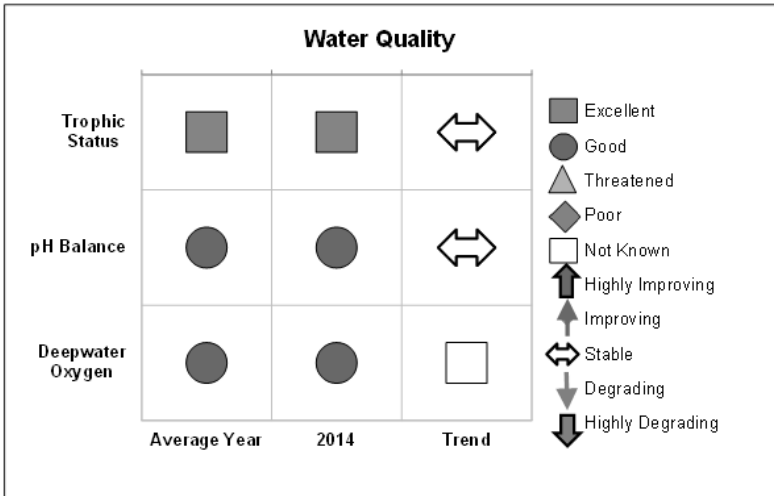 Water Quality
Trophic
Status
pH Balance
Deepwater
Oxygen
Average Year
2014
Trend
Excellent
Good
Threatened
Poor
Not Known
Highly Improving
Improving
Stable
Degrading
Highly Degrading